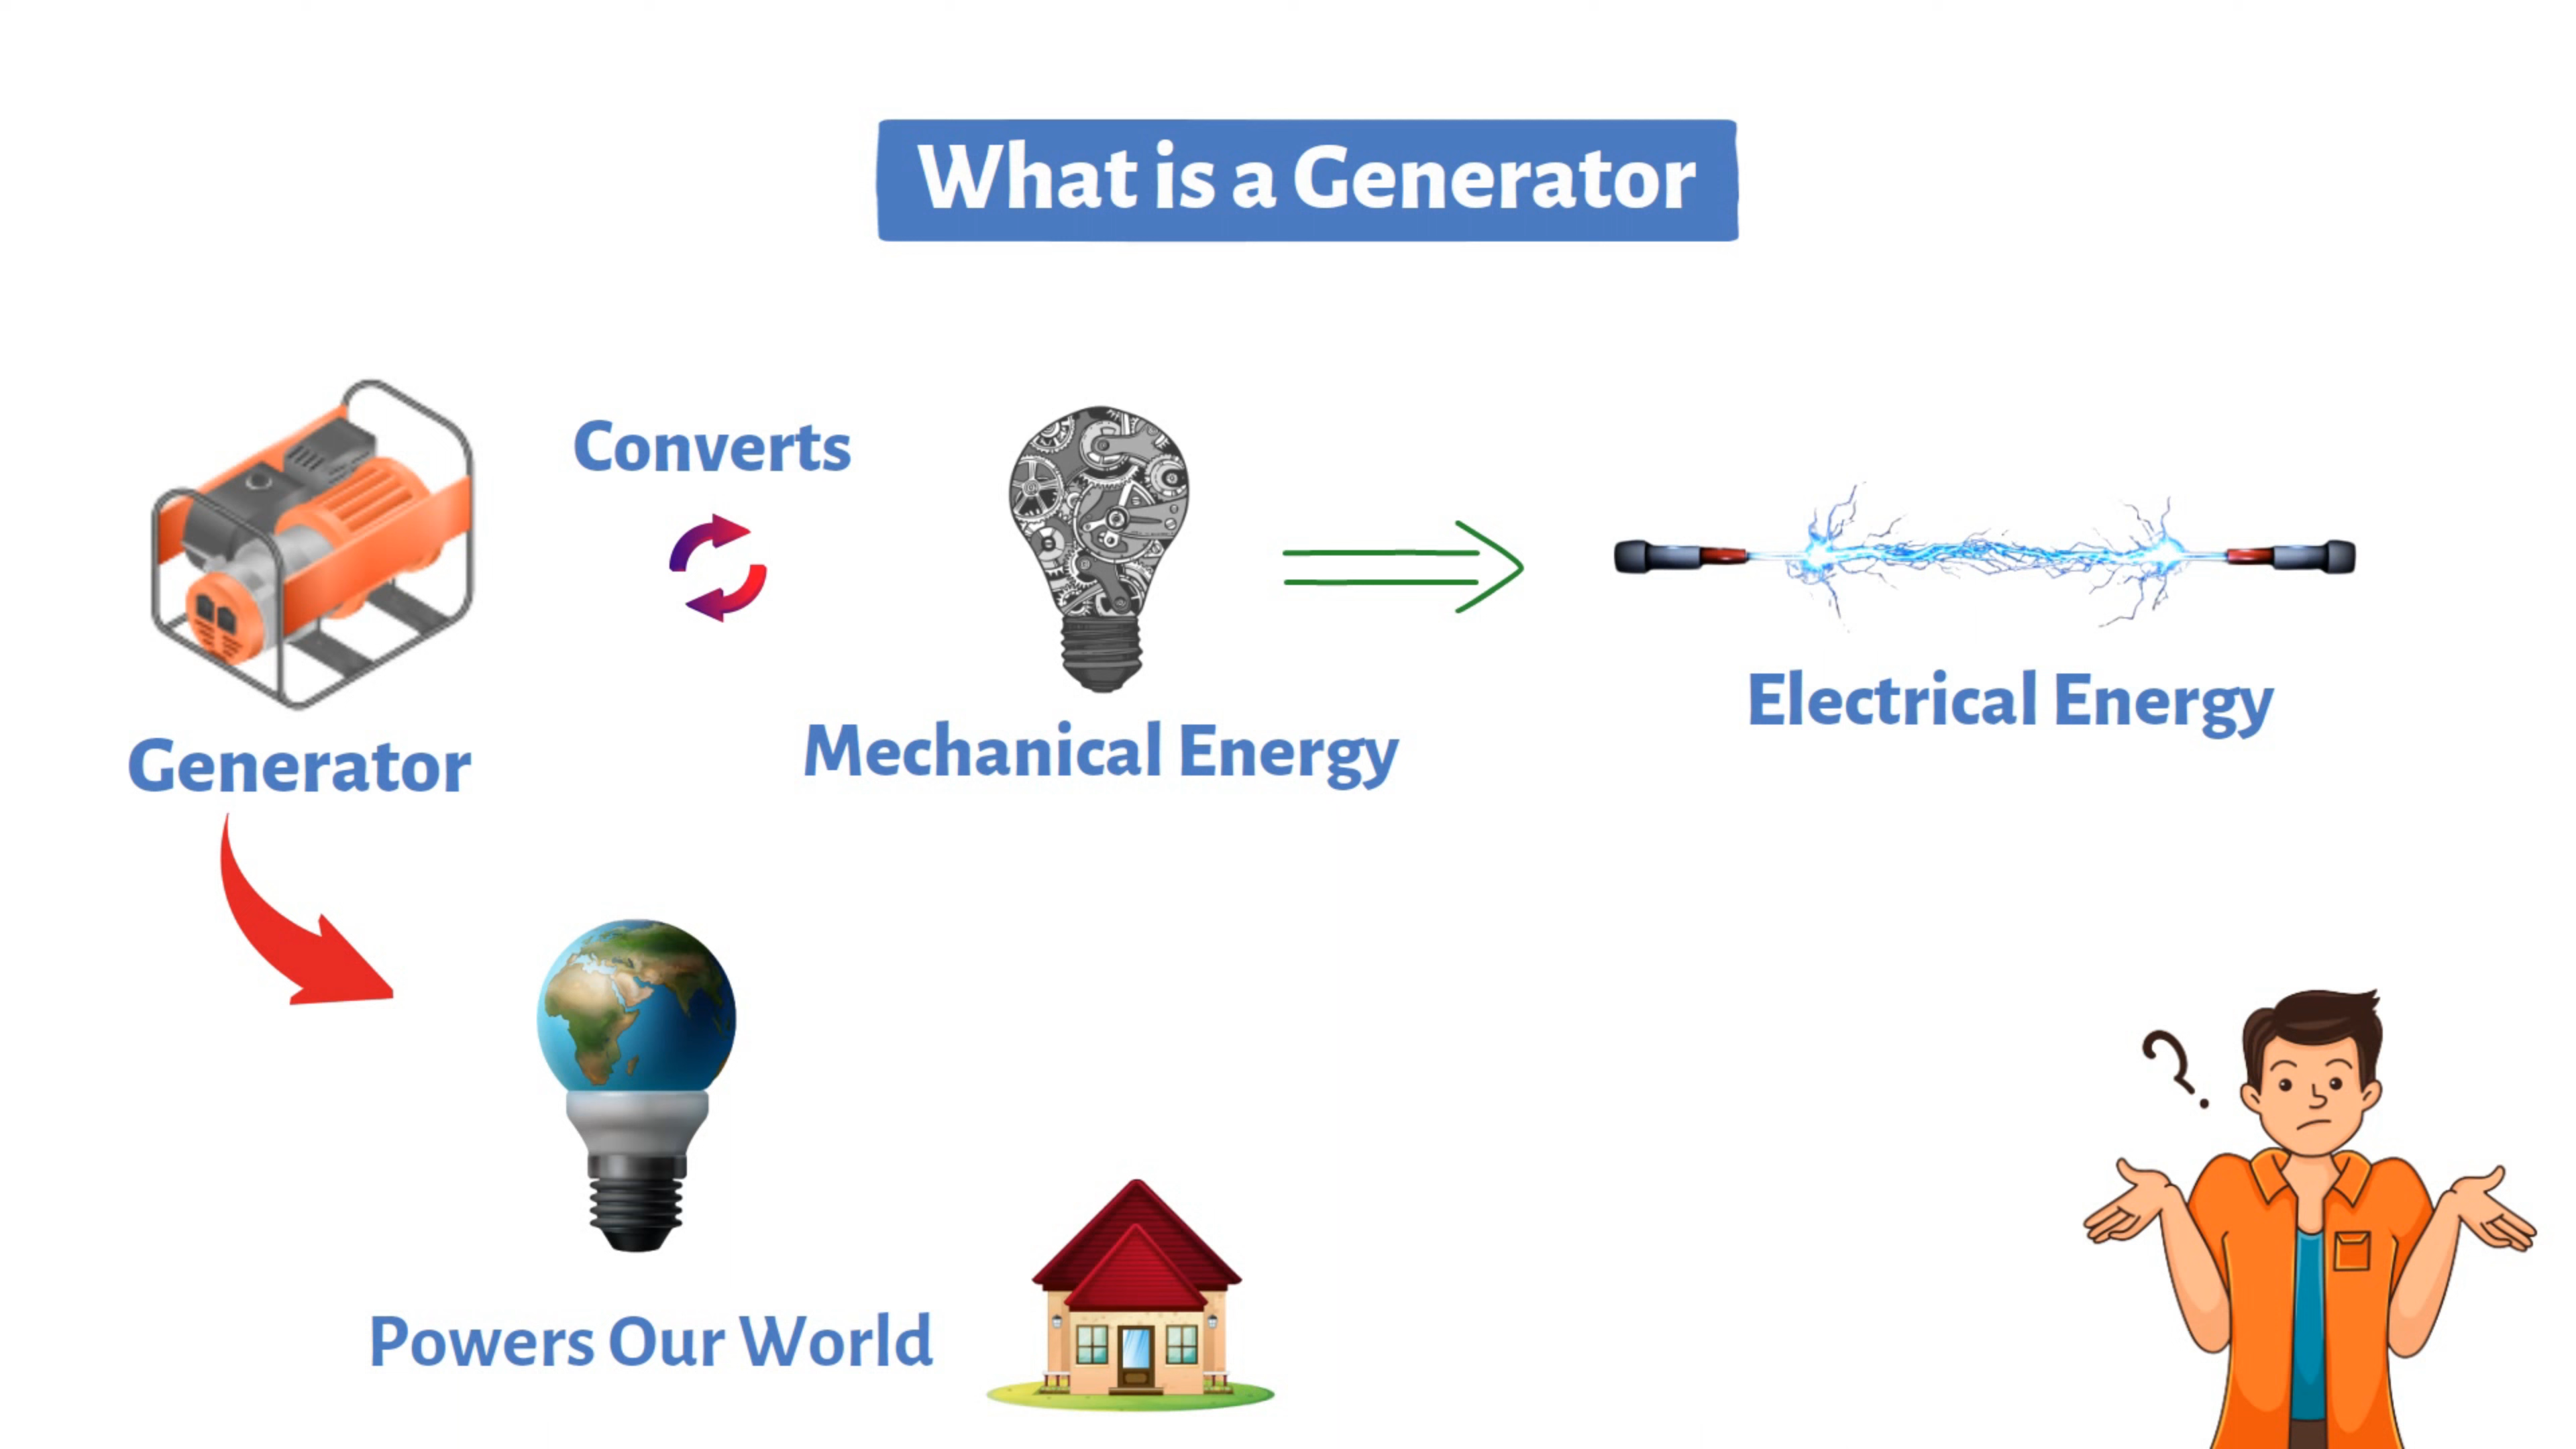 What is a Generator
Converts
Generator
Mechanical Energy
Electrical Energy
?
Powers Our World